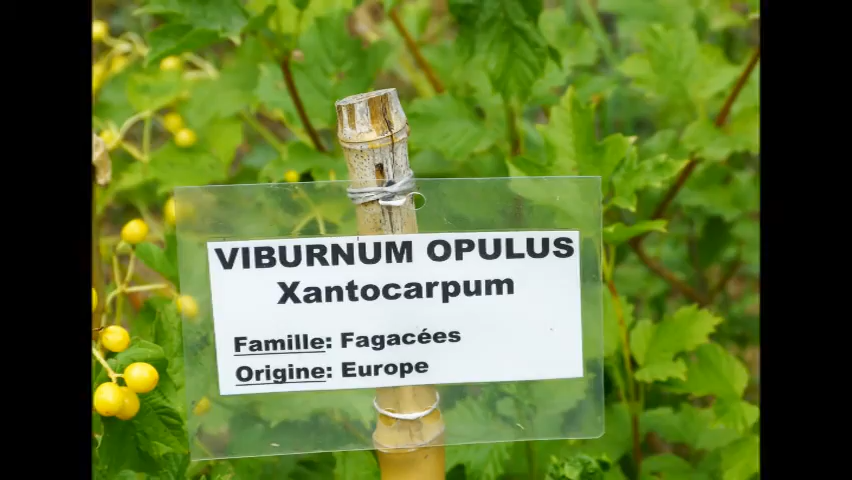 VIBURNUM OPULUS
Xantocarpum
Famille: Fagacées
Origine: Europe